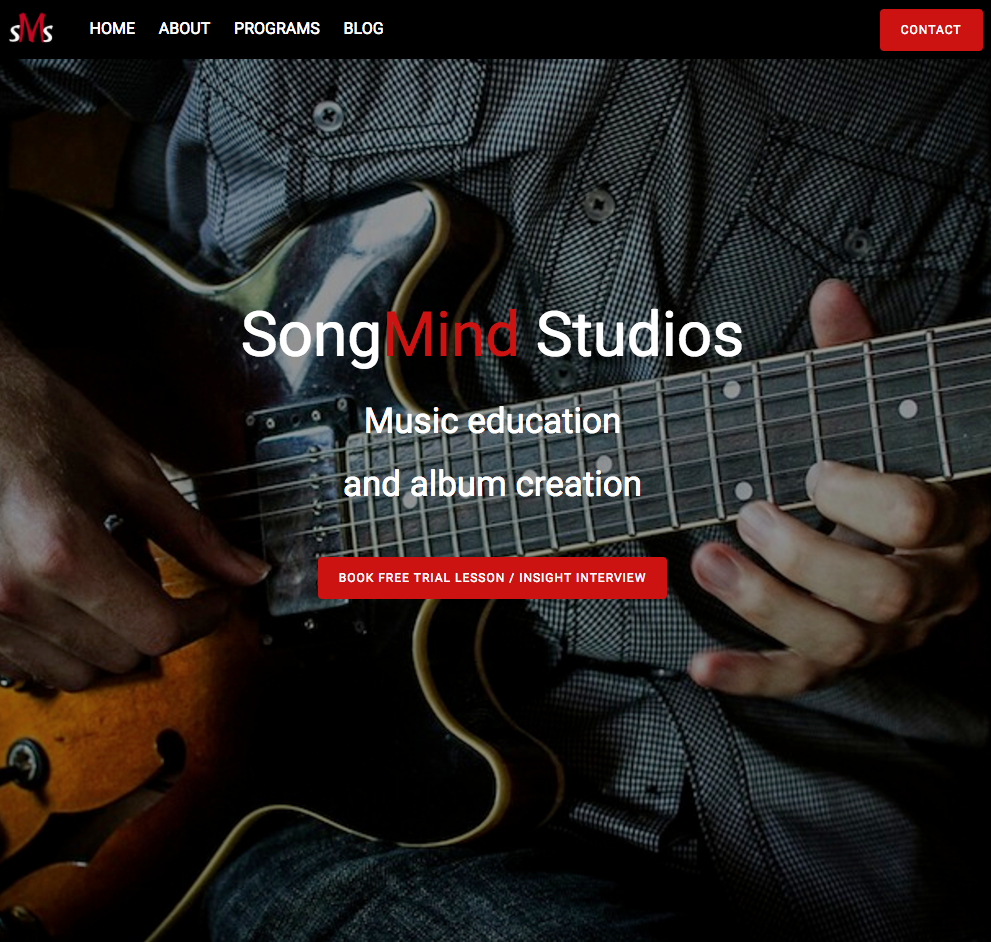 sMs
HOME ABOUT PROGRAMS BLOG
CONTACT
SongMind Studios
Music education
and album creation
BOOK FREE TRIAL LESSON / INSIGHT INTERVIEW